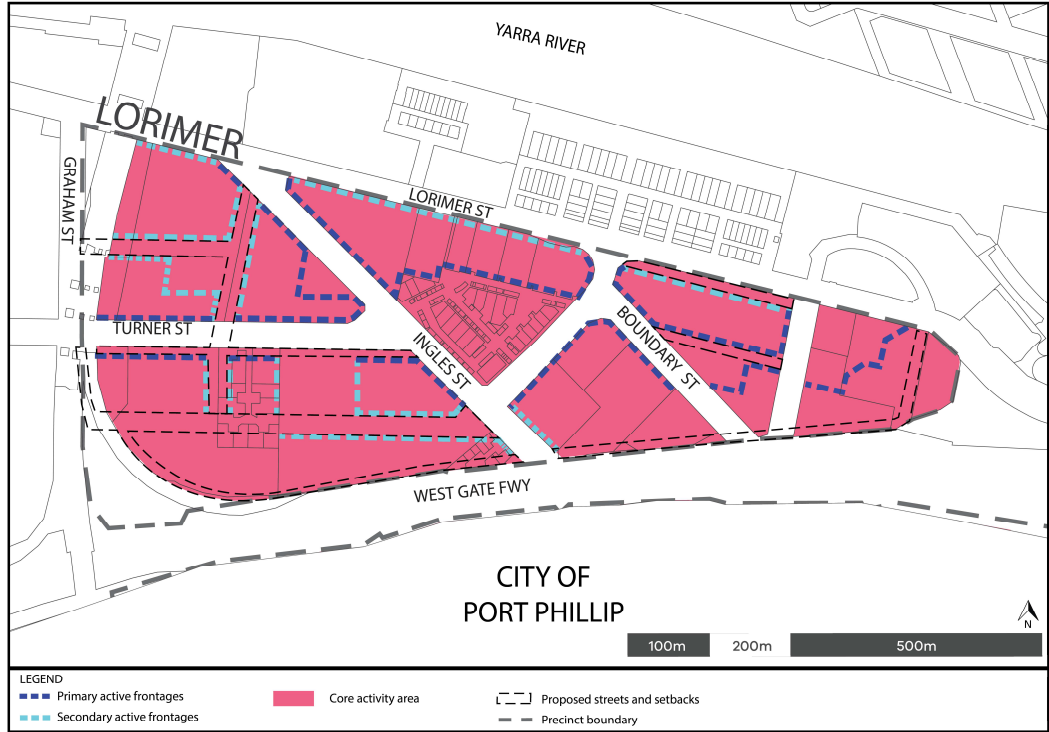 YARRA RIVER
LORIMER
GRAHAM ST
LORIMER ST
TURNER ST
INGLES ST
BOUNDARY ST
WEST GATE FWY
CITY OF
PORT PHILLIP
N
100m 200m 500m
LEGEND
Primary active frontages
Secondary active frontages
Core activity area
Proposed streets and setbacks
Precinct boundary